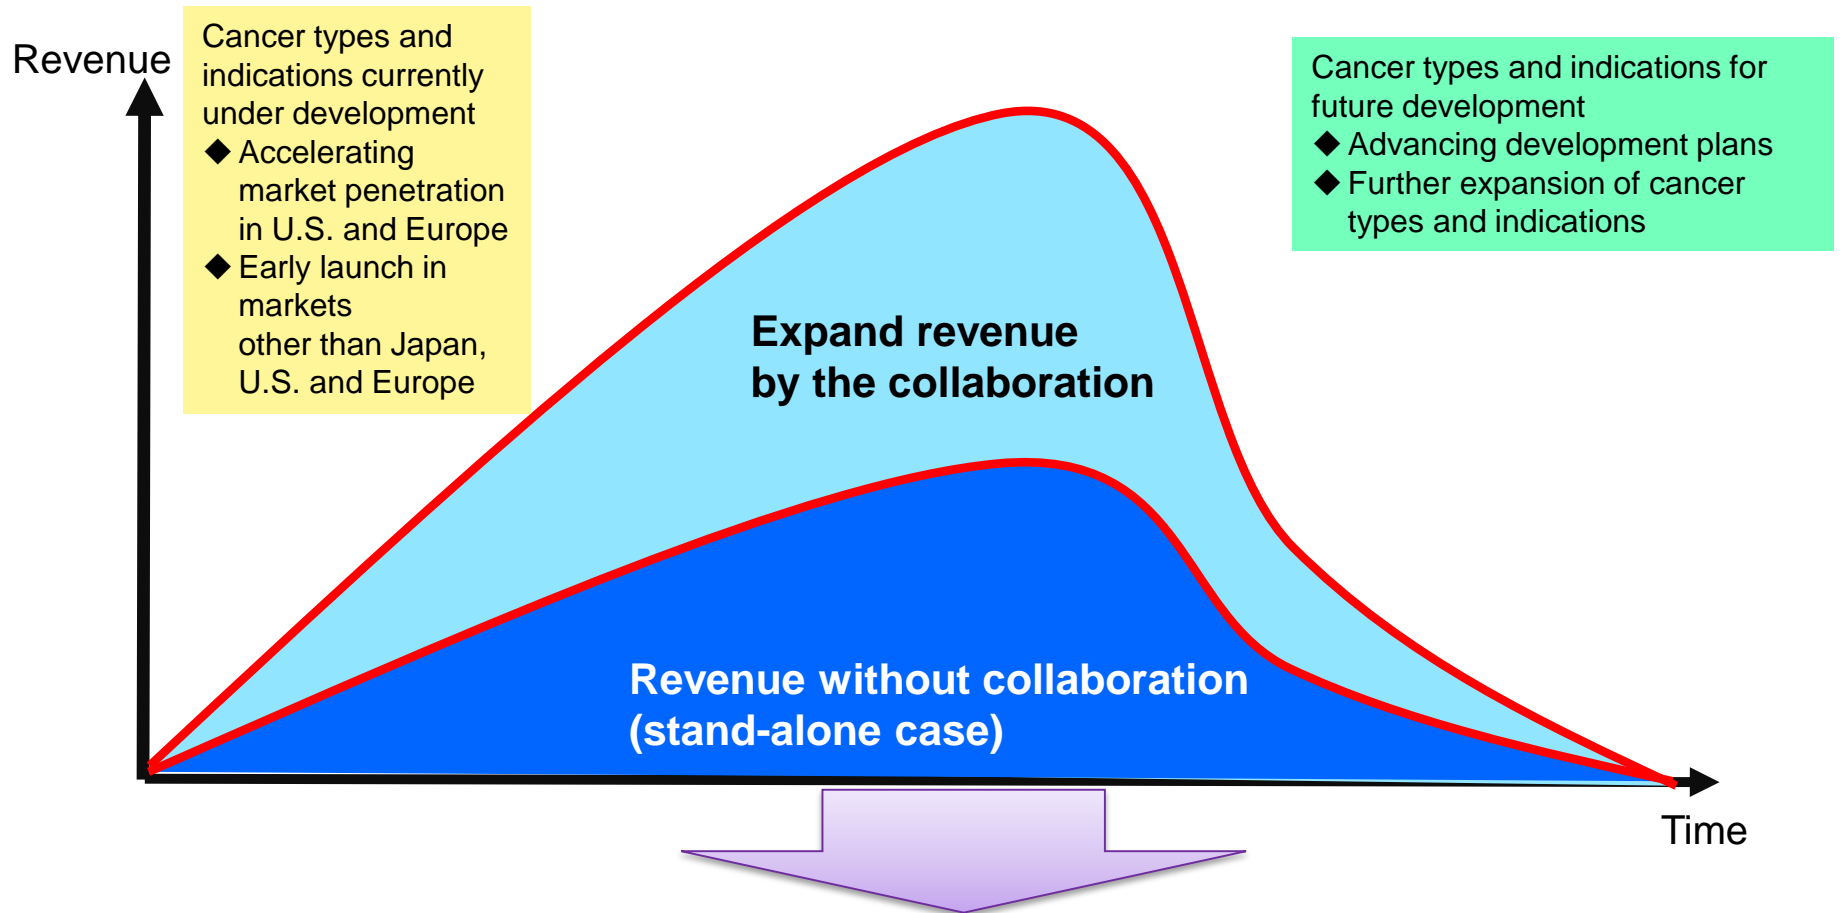 Revenue
Cancer types and
indications currently
under development
◆ Accelerating
market penetration
in U.S. and Europe
◆ Early launch in
markets
other than Japan,
U.S. and Europe
Cancer types and indications for
future development
◆ Advancing development plans
◆ Further expansion of cancer
types and indications
Expand revenue
by the collaboration
Revenue without collaboration
(stand-alone case)
Time